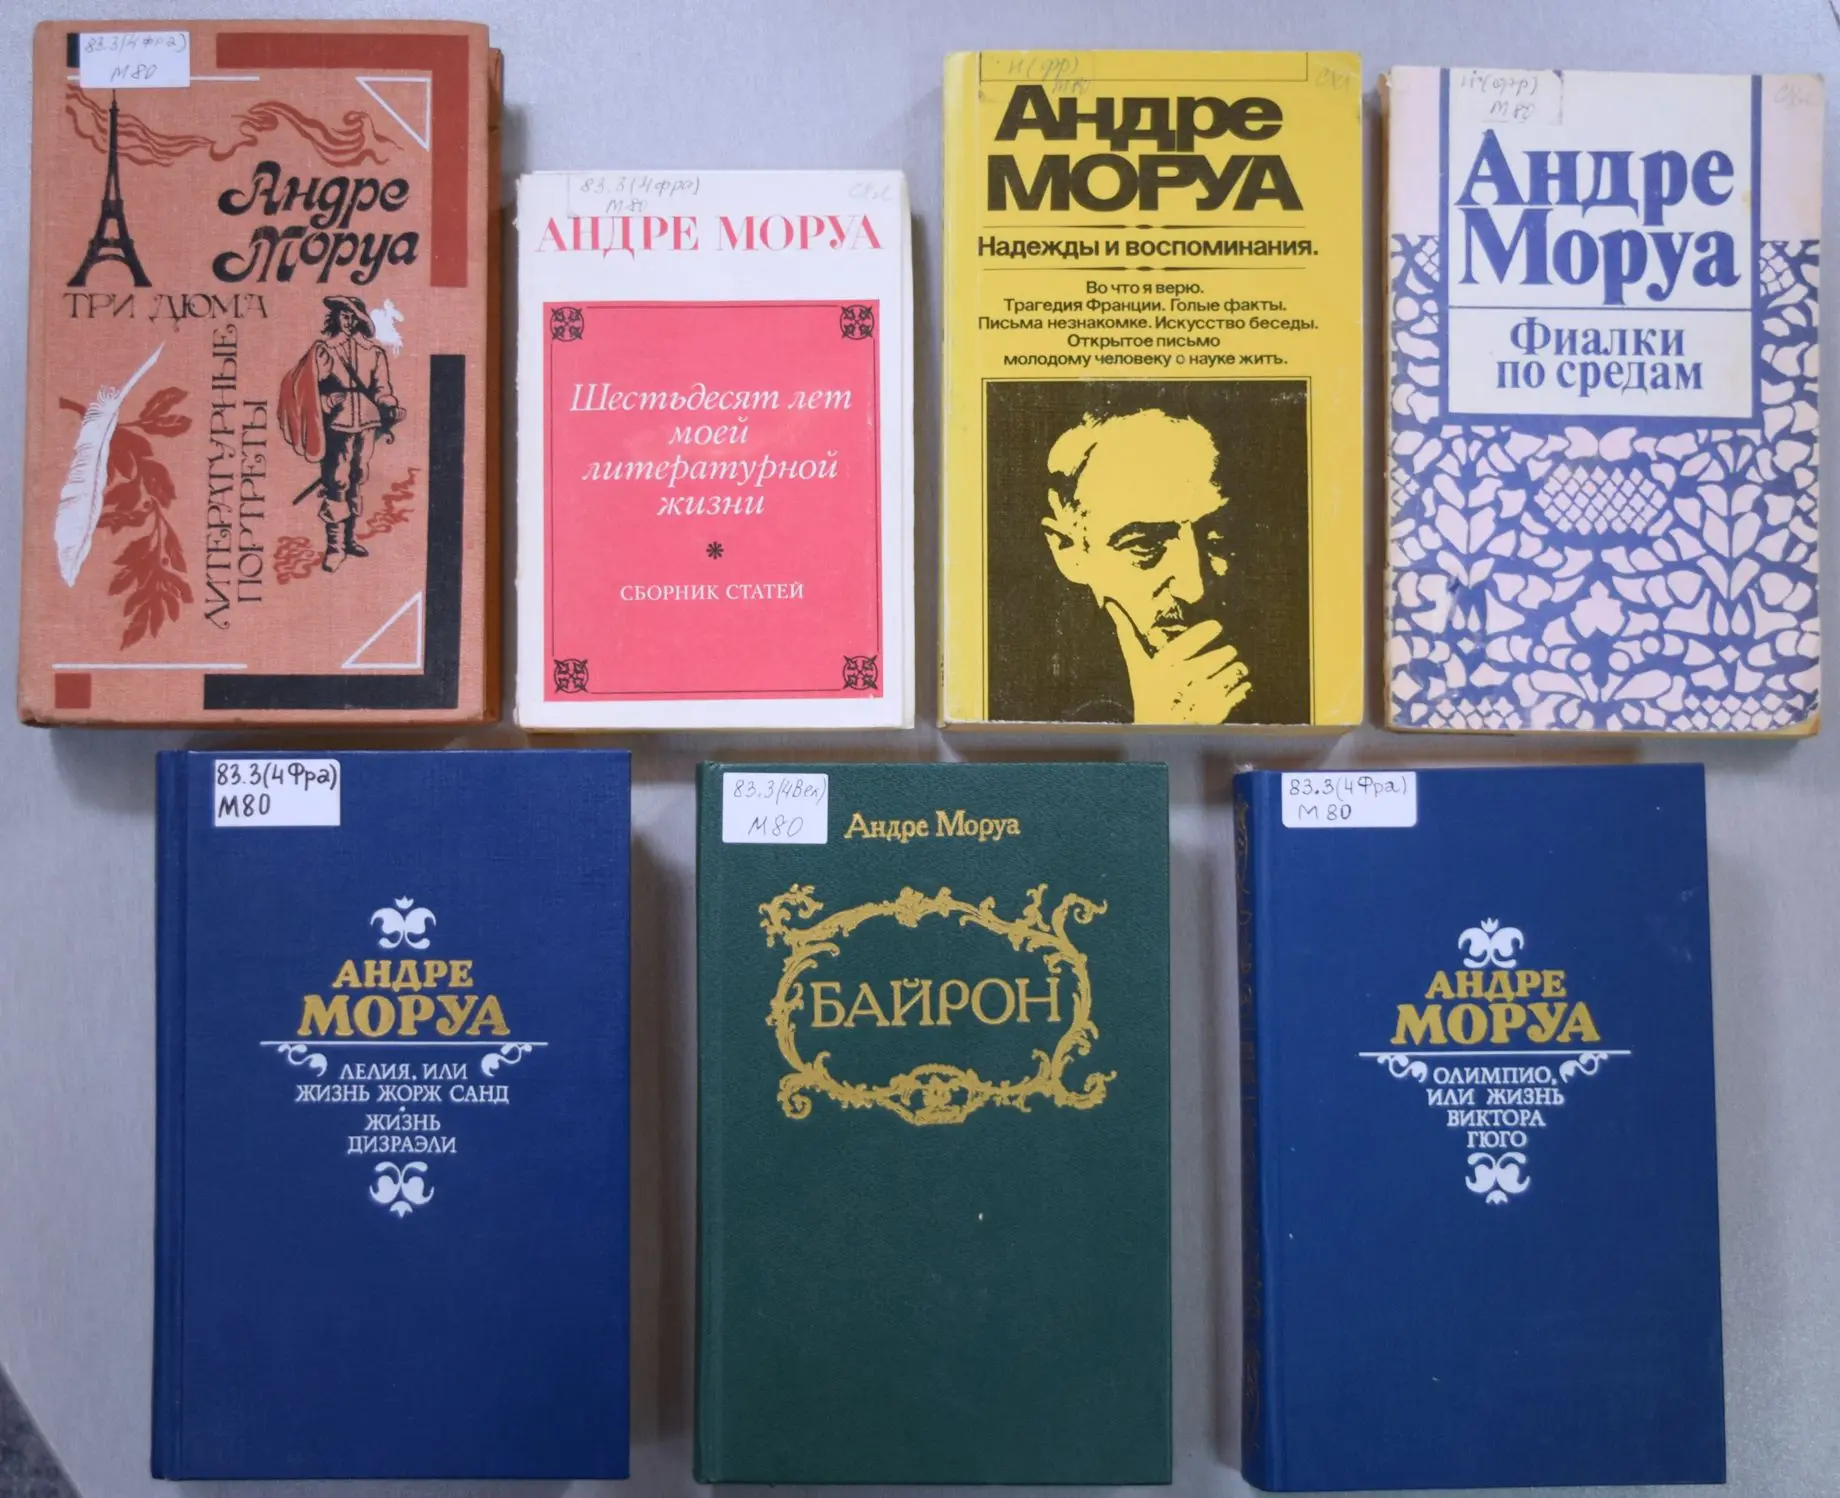 83.3(4фра)
М80
Андре
Моруа
ТРИ ДЮМА
ЛИТЕРАТУРНЫЕ
ПОРТРЕТЫ
83.3(4фра)
М80
АНДРЕ МОРУА
Шестьдесят лет
моей
литературной
жизни
*
СБОРНИК СТАТЕЙ
И(фр)
М80
Андре
МОРУА
Надежды и воспоминания.
Во что я верю.
Трагедия Франции. Голые факты.
Письма незнакомке. Искусство беседы.
Открытое письмо
молодому человеку о науке жить.
И(фр)
М80
Андре
Моруа
Фиалки
по средам
83.3(4Фра)
М80
АНДРЕ
МОРУА
ЛЕЛИЯ, ИЛИ
ЖИЗНЬ ЖОРЖ САНД
ЖИЗНЬ
ДИЗРАЭЛИ
83.3(4Вел)
М80
Андре Моруа
БАЙРОН
83.3(4Фра)
М80
АНДРЕ
МОРУА
ОЛИМПИО,
ИЛИ ЖИЗНЬ
ВИКТОРА
ГЮГО